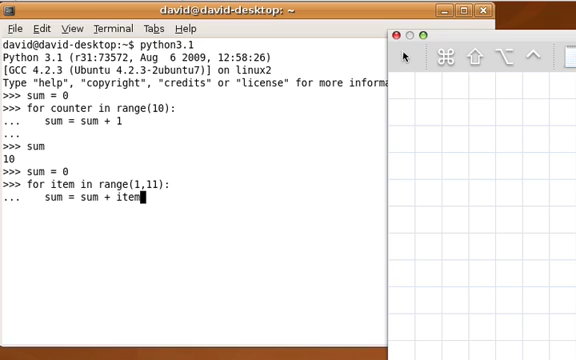 david@david-desktop: ~
File Edit View Terminal Tabs Help
david@david-desktop:~$ python3.1
Python 3.1 (r31:73572, Aug  6 2009, 12:58:26)
[GCC 4.2.3 (Ubuntu 4.2.3-2ubuntu7)] on linux2
Type "help", "copyright", "credits" or "license" for more informa
>>> sum = 0
>>> for counter in range(10):
...    sum = sum + 1
...
>>> sum
10
>>> sum = 0
>>> for item in range(1,11):
...    sum = sum + item